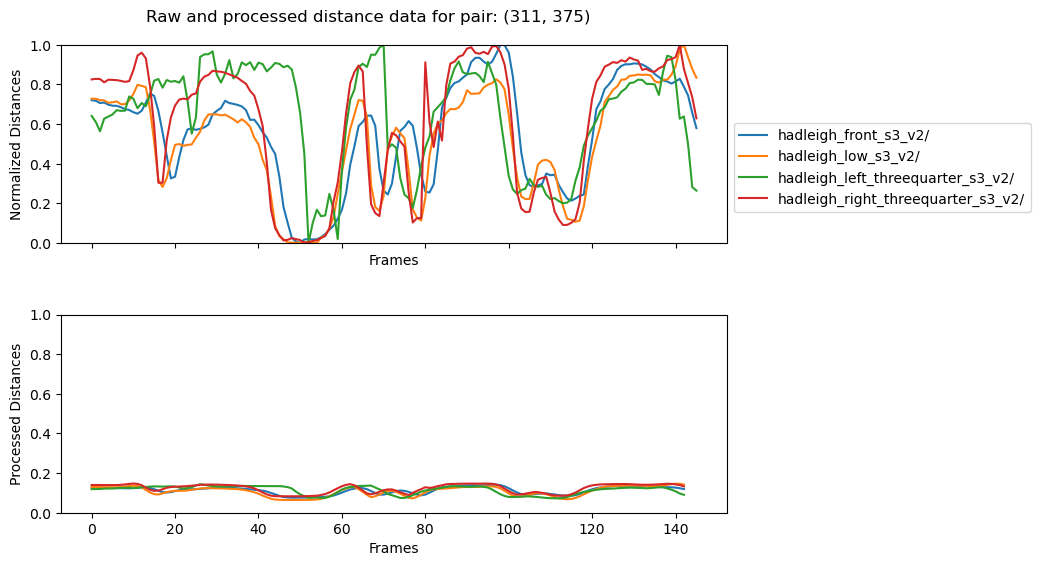 Raw and processed distance data for pair: (311, 375)
1.0
0.8
0.6
0.4
0.2
0.0
Normalized Distances
Frames
hadleigh_front_s3_v2/
hadleigh_low_s3_v2/
hadleigh_left_threequarter_s3_v2/
hadleigh_right_threequarter_s3_v2/
1.0
0.8
0.6
0.4
0.2
0.0
Processed Distances
0 20 40 60 80 100 120 140
Frames